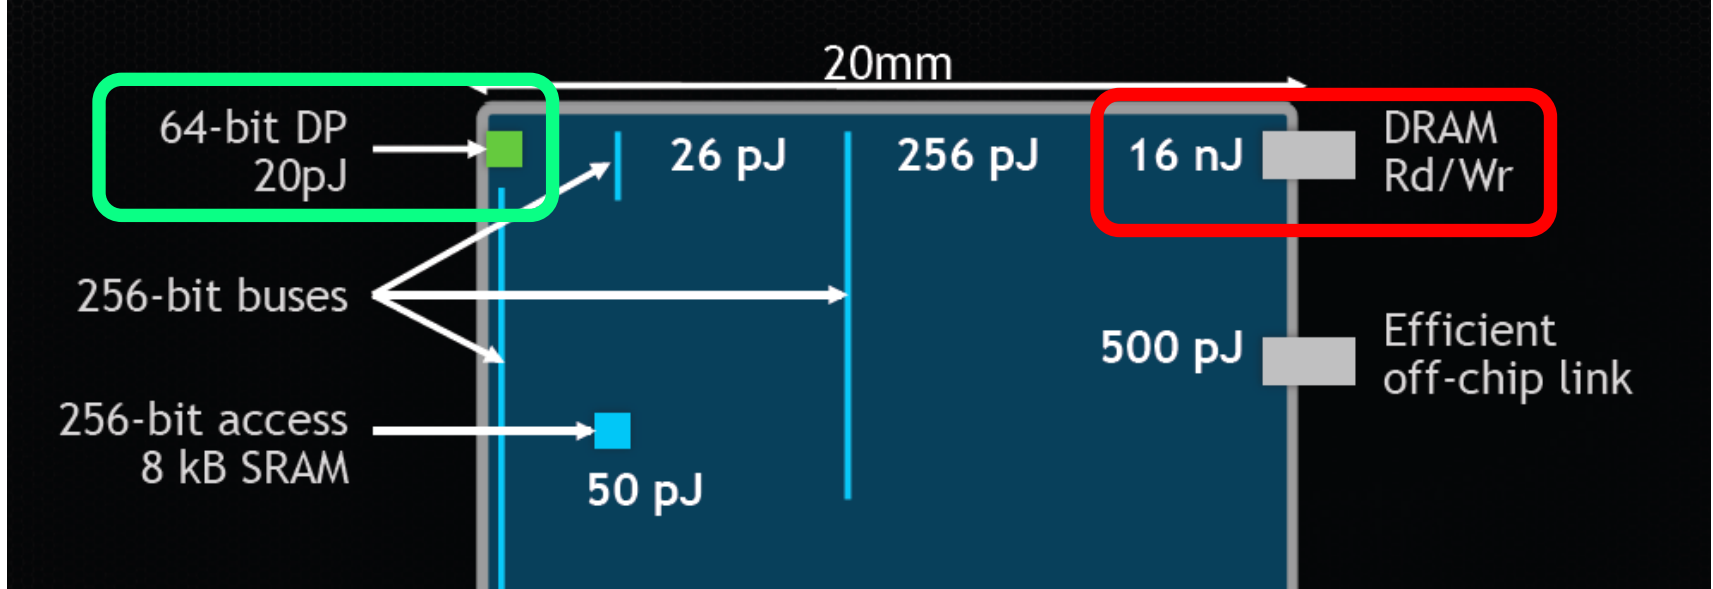 20mm
64-bit DP
20pJ
26 pJ
256 pJ
16 nJ
DRAM
Rd/Wr
256-bit buses
500 pJ
Efficient
off-chip link
256-bit access
8 kB SRAM
50 pJ